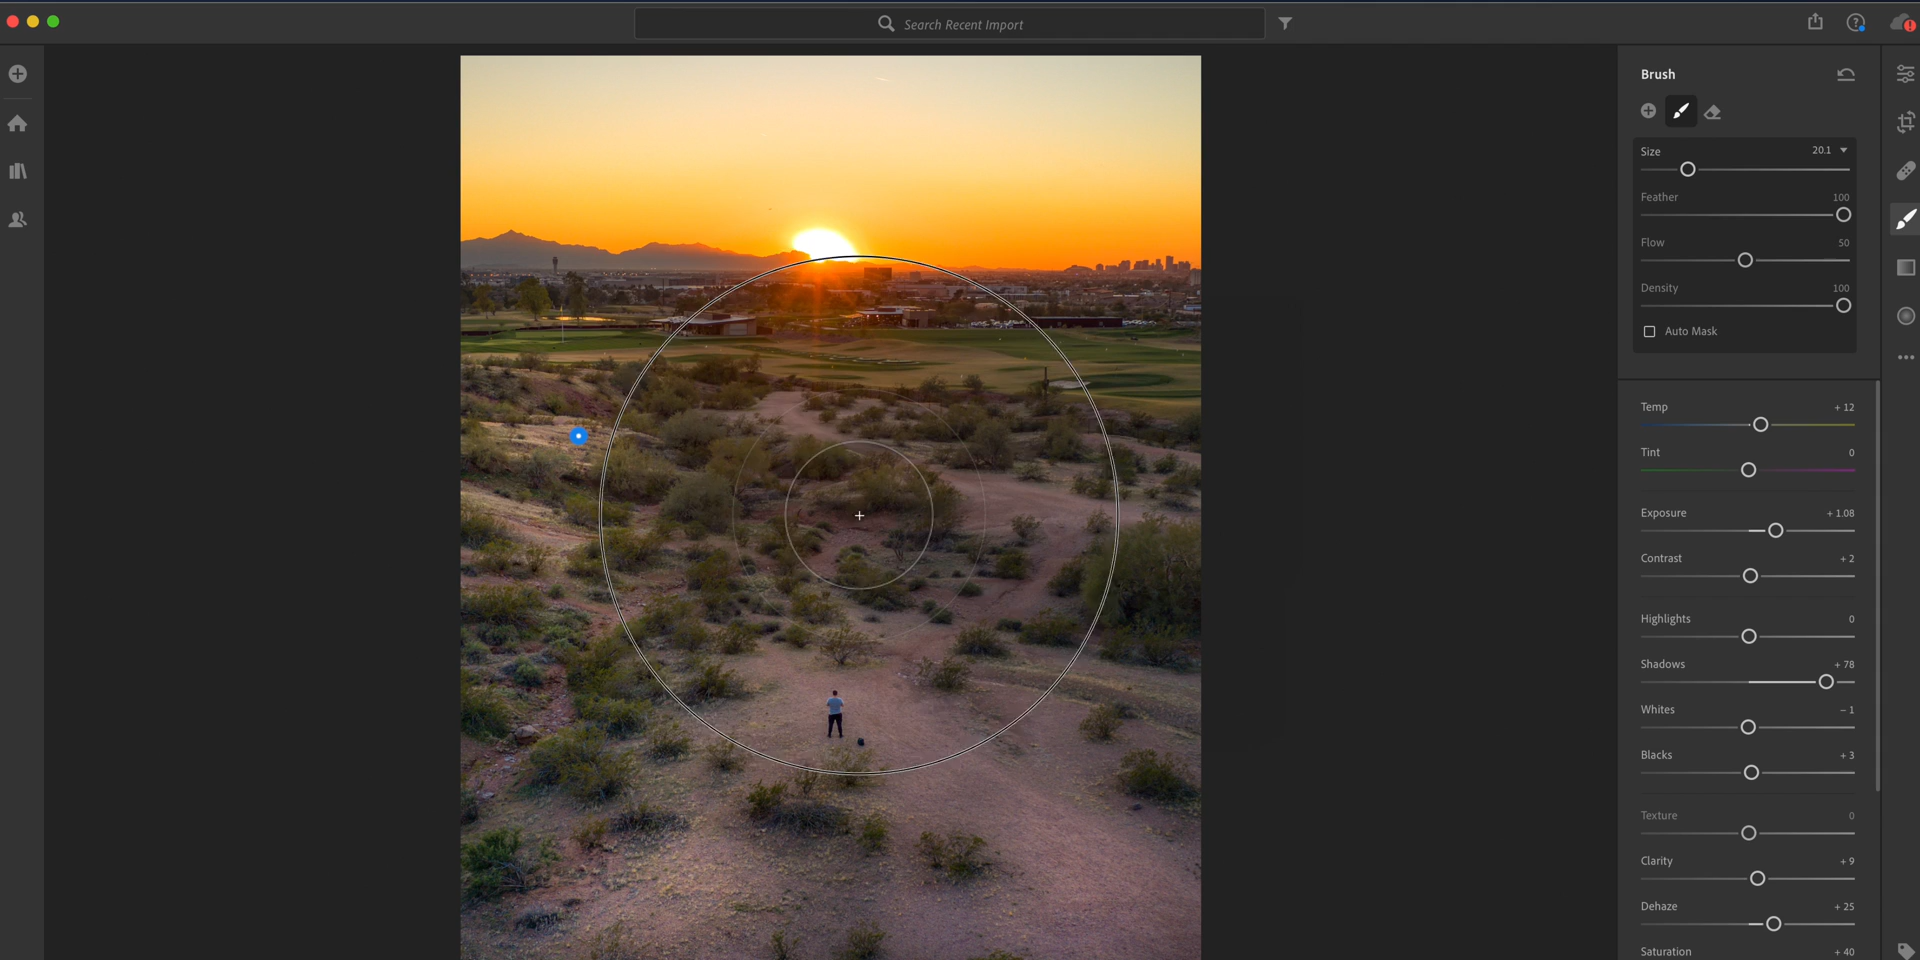 Search Recent Import
Brush
Size 20.1
Feather 100
Flow 50
Density 100
Auto Mask
Temp + 12
Tint 0
Exposure + 1.08
Contrast + 2
Highlights 0
Shadows + 78
Whites − 1
Blacks + 3
Texture 0
Clarity + 9
Dehaze + 25
Saturation + 40